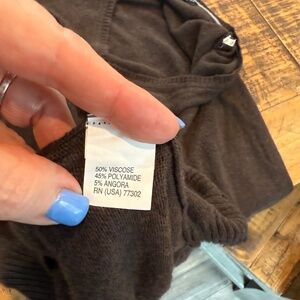 50% VISCOSE
45% POLYAMIDE
5% ANGORA
RN (USA) 77302